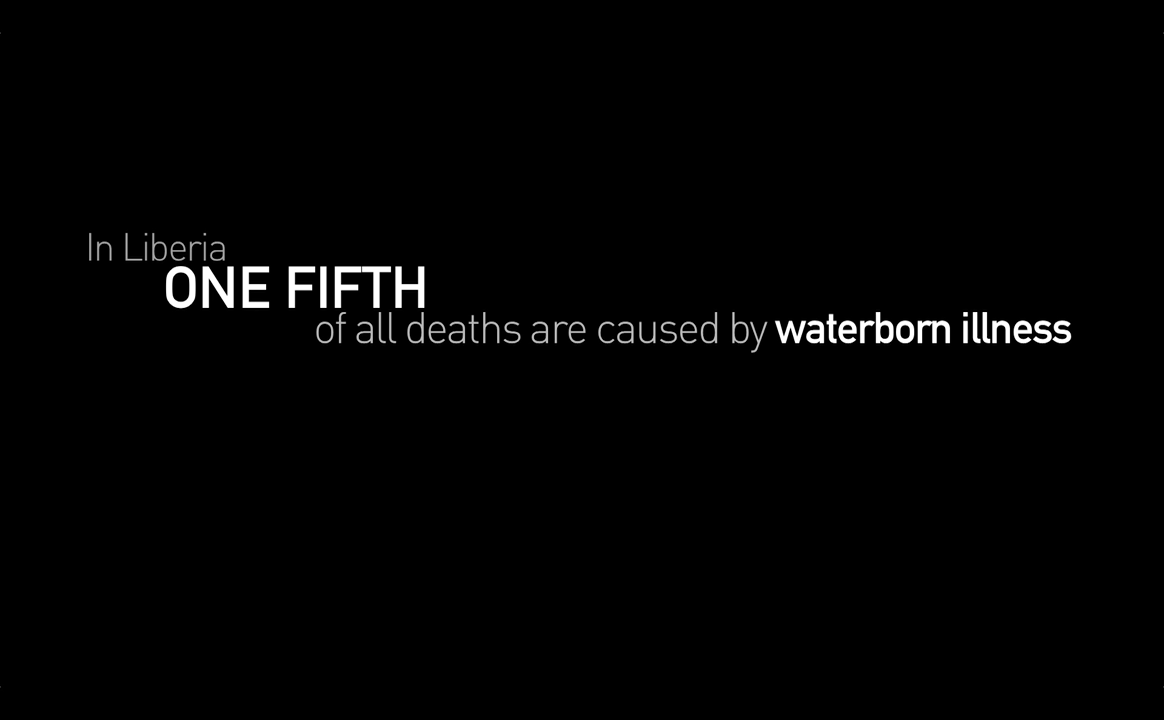 In Liberia
ONE FIFTH
of all deaths are caused by waterborn illness